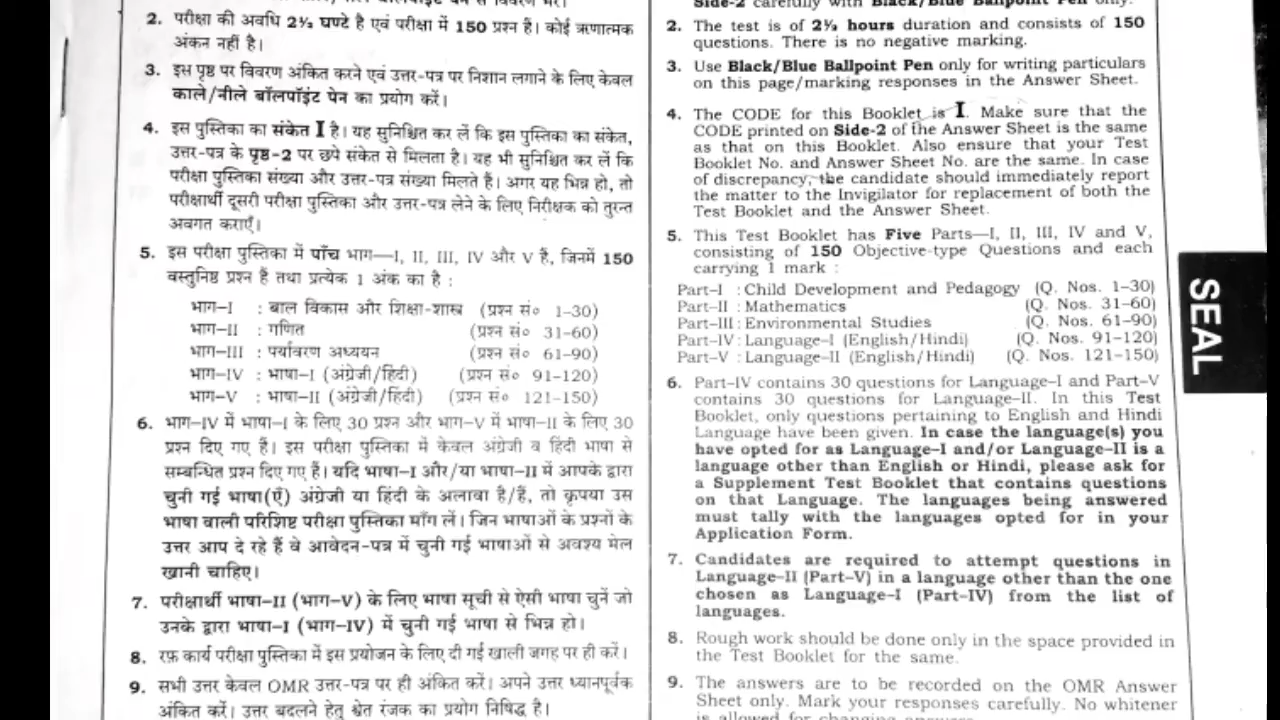 2. परीक्षा की अवधि 2½ घण्टे है एवं परीक्षा में 150 प्रश्न हैं। कोई ऋणात्मक
अंकन नहीं है।
3. इस पृष्ठ पर विवरण अंकित करने एवं उत्तर-पत्र पर निशान लगाने के लिए केवल
काले/नीले बॉलपॉइंट पेन का प्रयोग करें।
4. इस पुस्तिका का संकेत I है। यह सुनिश्चित कर लें कि इस पुस्तिका का संकेत,
उत्तर-पत्र के पृष्ठ-2 पर छपे संकेत से मिलता है। यह भी सुनिश्चित कर लें कि
परीक्षा पुस्तिका संख्या और उत्तर-पत्र संख्या मिलते हैं। अगर यह भिन्न हो, तो
परीक्षार्थी दूसरी परीक्षा पुस्तिका और उत्तर-पत्र लेने के लिए निरीक्षक को तुरन्त
अवगत कराएँ।
5. इस परीक्षा पुस्तिका में पाँच भाग—I, II, III, IV और V हैं, जिनमें 150
वस्तुनिष्ठ प्रश्न हैं तथा प्रत्येक 1 अंक का है :
भाग-I : बाल विकास और शिक्षा-शास्त्र (प्रश्न सं० 1-30)
भाग-II : गणित (प्रश्न सं० 31-60)
भाग-III : पर्यावरण अध्ययन (प्रश्न सं० 61-90)
भाग-IV : भाषा-I (अंग्रेजी/हिंदी) (प्रश्न सं० 91-120)
भाग-V : भाषा-II (अंग्रेजी/हिंदी) (प्रश्न सं० 121-150)
6. भाग-IV में भाषा-I के लिए 30 प्रश्न और भाग-V में भाषा-II के लिए 30
प्रश्न दिए गए हैं। इस परीक्षा पुस्तिका में केवल अंग्रेजी व हिंदी भाषा से
सम्बन्धित प्रश्न दिए गए हैं। यदि भाषा-I और/या भाषा-II में आपके द्वारा
चुनी गई भाषा(एँ) अंग्रेजी या हिंदी के अलावा है/हैं, तो कृपया उस
भाषा वाली परिशिष्ट परीक्षा पुस्तिका माँग लें। जिन भाषाओं के प्रश्नों के
उत्तर आप दे रहे हैं वे आवेदन-पत्र में चुनी गई भाषाओं से अवश्य मेल
खानी चाहिए।
7. परीक्षार्थी भाषा-II (भाग-V) के लिए भाषा सूची से ऐसी भाषा चुनें जो
उनके द्वारा भाषा-I (भाग-IV) में चुनी गई भाषा से भिन्न हो।
8. रफ़ कार्य परीक्षा पुस्तिका में इस प्रयोजन के लिए दी गई खाली जगह पर ही करें।
9. सभी उत्तर केवल OMR उत्तर-पत्र पर ही अंकित करें। अपने उत्तर ध्यानपूर्वक
अंकित करें। उत्तर बदलने हेतु श्वेत रंजक का प्रयोग निषिद्ध है।
Side-2 carefully with Black/Blue Ballpoint Pen only.
2. The test is of 2½ hours duration and consists of 150
questions. There is no negative marking.
3. Use Black/Blue Ballpoint Pen only for writing particulars
on this page/marking responses in the Answer Sheet.
4. The CODE for this Booklet is I. Make sure that the
CODE printed on Side-2 of the Answer Sheet is the same
as that on this Booklet. Also ensure that your Test
Booklet No. and Answer Sheet No. are the same. In case
of discrepancy, the candidate should immediately report
the matter to the Invigilator for replacement of both the
Test Booklet and the Answer Sheet.
5. This Test Booklet has Five Parts—I, II, III, IV and V,
consisting of 150 Objective-type Questions and each
carrying 1 mark :
Part-I : Child Development and Pedagogy (Q. Nos. 1-30)
Part-II : Mathematics (Q. Nos. 31-60)
Part-III : Environmental Studies (Q. Nos. 61-90)
Part-IV : Language-I (English/Hindi) (Q. Nos. 91-120)
Part-V : Language-II (English/Hindi) (Q. Nos. 121-150)
6. Part-IV contains 30 questions for Language-I and Part-V
contains 30 questions for Language-II. In this Test
Booklet, only questions pertaining to English and Hindi
Language have been given. In case the language(s) you
have opted for as Language-I and/or Language-II is a
language other than English or Hindi, please ask for
a Supplement Test Booklet that contains questions
on that Language. The languages being answered
must tally with the languages opted for in your
Application Form.
7. Candidates are required to attempt questions in
Language-II (Part-V) in a language other than the one
chosen as Language-I (Part-IV) from the list of
languages.
8. Rough work should be done only in the space provided in
the Test Booklet for the same.
9. The answers are to be recorded on the OMR Answer
Sheet only. Mark your responses carefully. No whitener
is allowed for changing answers.
SEAL